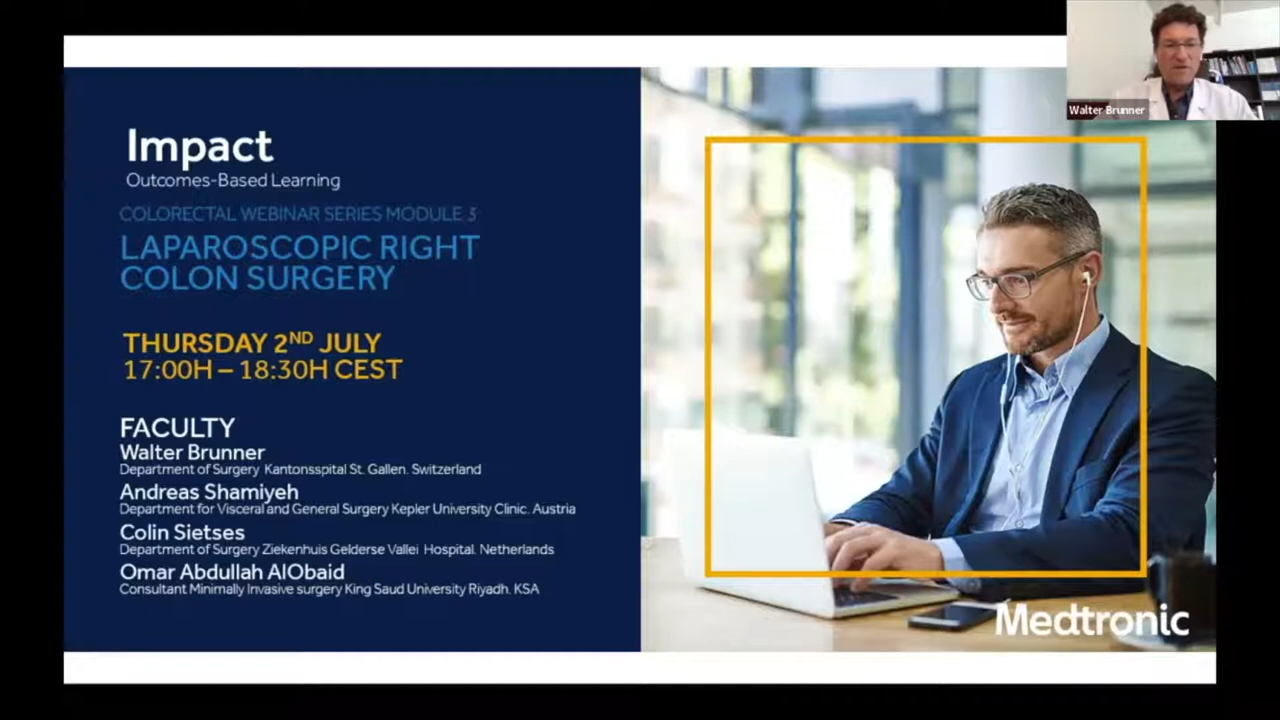 Impact
Outcomes-Based Learning
COLORECTAL WEBINAR SERIES MODULE 3
LAPAROSCOPIC RIGHT
COLON SURGERY
THURSDAY 2ND JULY
17:00H – 18:30H CEST
FACULTY
Walter Brunner
Department of Surgery Kantonsspital St. Gallen. Switzerland
Andreas Shamiyeh
Department for Visceral and General Surgery Kepler University Clinic. Austria
Colin Sietses
Department of Surgery Ziekenhuis Gelderse Vallei Hospital. Netherlands
Omar Abdullah AlObaid
Consultant Minimally Invasive surgery King Saud University Riyadh. KSA
Medtronic
Walter Brunner